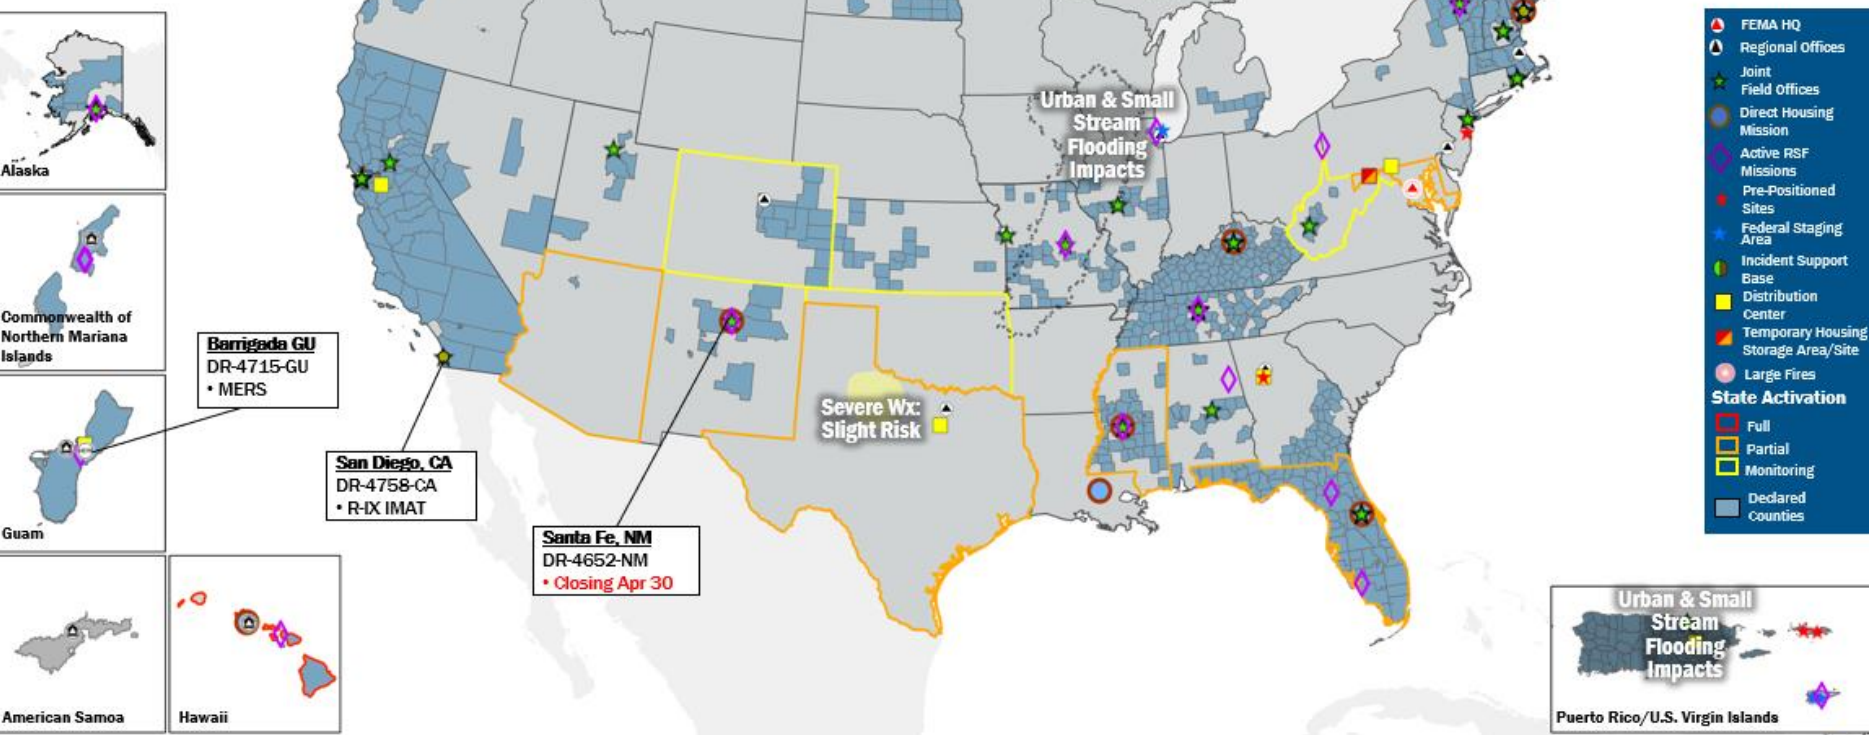 Alaska
Commonwealth of
Northern Mariana
Islands
Guam
American Samoa
Hawaii
Barrigada GU
DR-4715-GU
• MERS
San Diego, CA
DR-4758-CA
• R-IX IMAT
Santa Fe, NM
DR-4652-NM
• Closing Apr 30
Urban & Small
Stream
Flooding
Impacts
Severe Wx:
Slight Risk
FEMA HQ
Regional Offices
Joint
Field Offices
Direct Housing
Mission
Active RSF
Missions
Pre-Positioned
Sites
Federal Staging
Area
Incident Support
Base
Distribution
Center
Temporary Housing
Storage Area/Site
Large Fires
State Activation
Full
Partial
Monitoring
Declared
Counties
Urban & Small
Stream
Flooding
Impacts
Puerto Rico/U.S. Virgin Islands